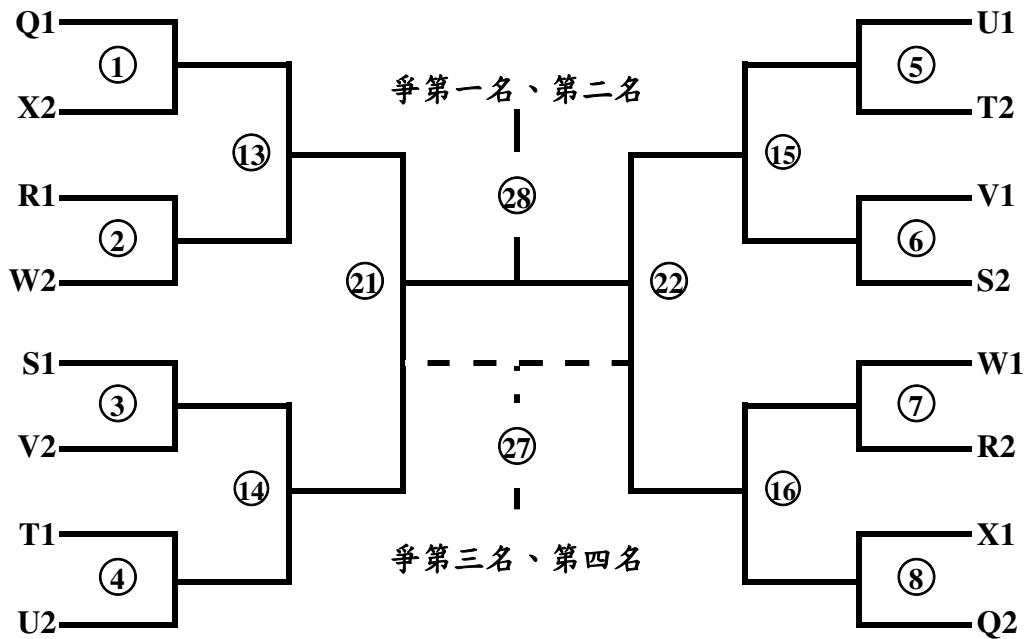 Q1
①
X2
⑬
R1
②
W2
㉑
S1
③
V2
⑭
T1
④
U2
爭第一名、第二名
㉘
㉗
爭第三名、第四名
U1
⑤
T2
⑮
V1
⑥
S2
㉒
W1
⑦
R2
⑯
X1
⑧
Q2